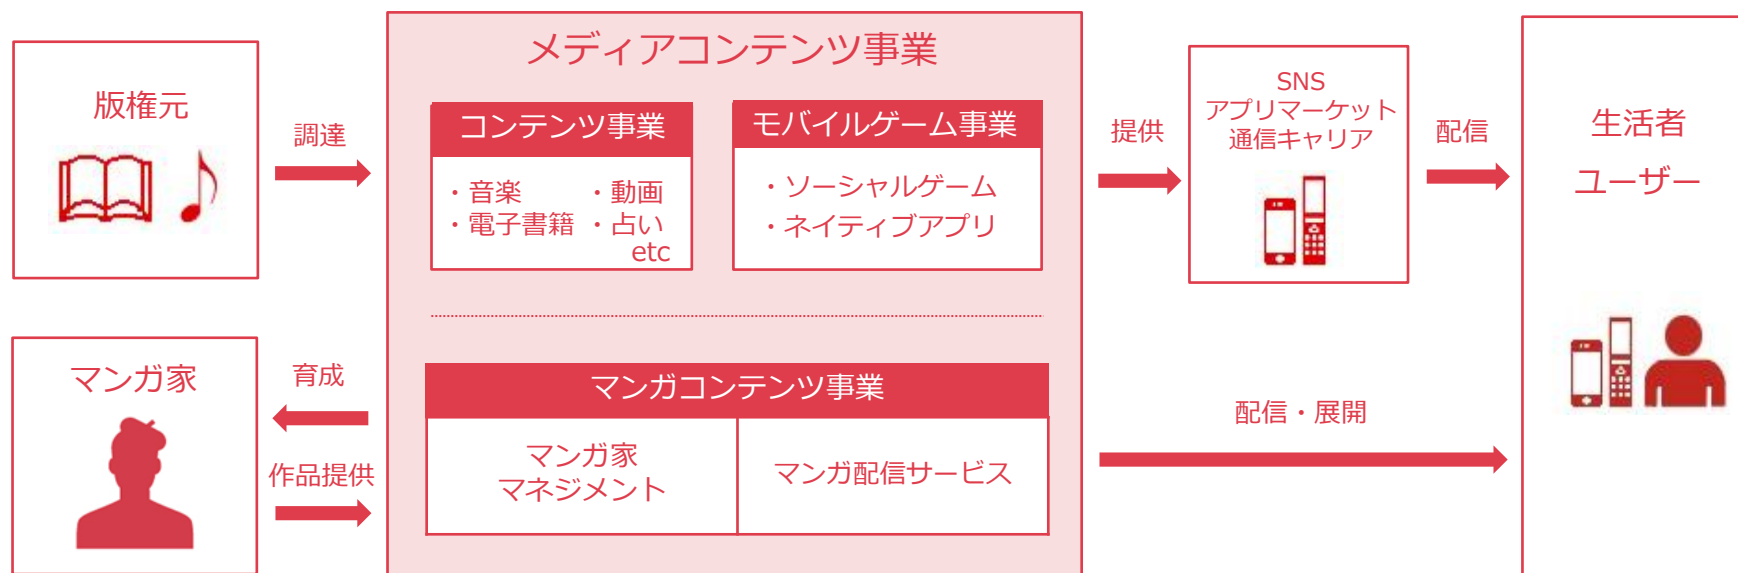 メディアコンテンツ事業
版権元
調達
コンテンツ事業
・音楽 ・動画
・電子書籍 ・占い
etc
モバイルゲーム事業
・ソーシャルゲーム
・ネイティブアプリ
提供
SNS
アプリマーケット
通信キャリア
配信
生活者
ユーザー
マンガ家
育成
作品提供
マンガコンテンツ事業
マンガ家
マネジメント
マンガ配信サービス
配信・展開